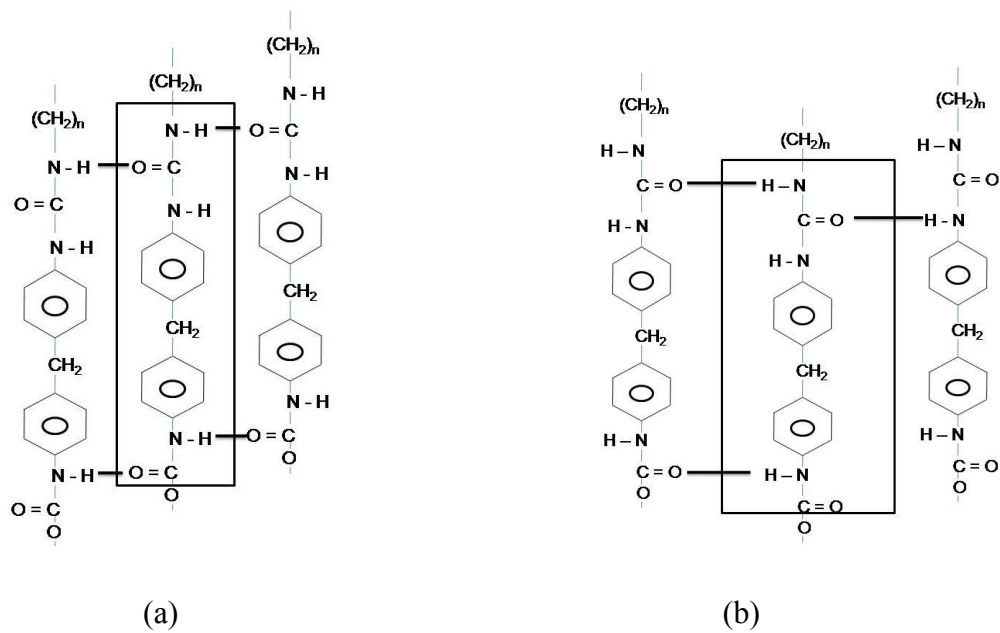 (CH₂)ₙ
N - H
O = C
N - H
CH₂
N - H
O = C
O
(CH₂)ₙ
N - H
O = C
N - H
CH₂
N - H
O = C
O
(CH₂)ₙ
N - H
O = C
N - H
CH₂
N - H
O = C
O
(a)
(CH₂)ₙ
H – N
C = O
H – N
CH₂
H – N
C = O
O
(CH₂)ₙ
H – N
C = O
H – N
CH₂
H – N
C = O
O
(CH₂)ₙ
H – N
C = O
H – N
CH₂
H – N
C = O
O
(b)